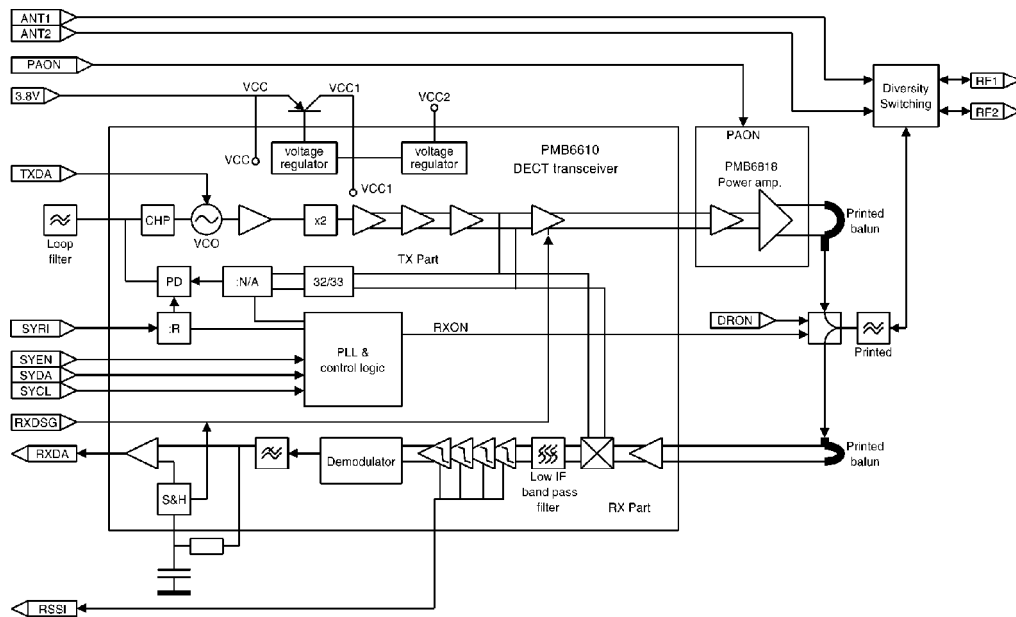 ANT1
ANT2
PAON
3.8V
VCC
VCC1
VCC2
Diversity
Switching
RF1
RF2
PAON
PMB6818
Power amp.
voltage
regulator
voltage
regulator
PMB6610
DECT transceiver
VCC
VCC1
TXDA
Loop
filter
CHP
VCO
x2
Printed
balun
TX Part
PD
:N/A
32/33
SYRI
:R
PLL &
control logic
RXON
DRON
Printed
SYEN
SYDA
SYCL
RXDSG
RXDA
Demodulator
Low IF
band pass
filter
RX Part
Printed
balun
S&H
RSSI